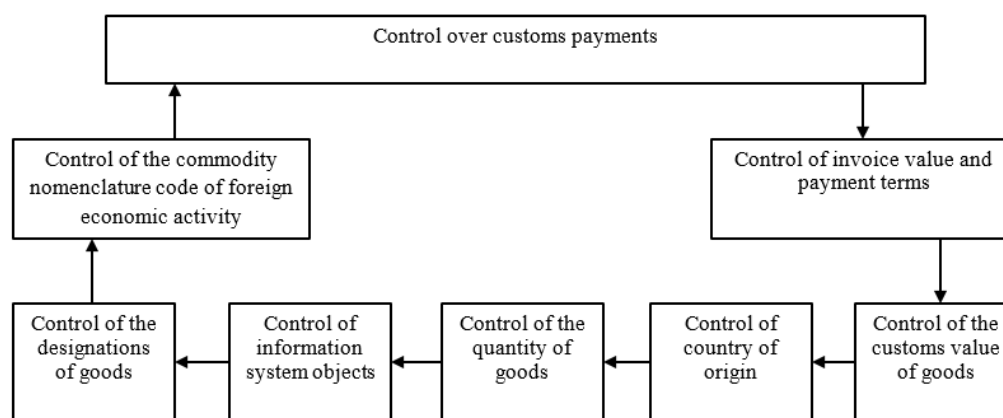 Control over customs payments
Control of the commodity
nomenclature code of foreign
economic activity
Control of invoice value and
payment terms
Control of the
designations
of goods
Control of
information
system objects
Control of the
quantity of
goods
Control of
country of
origin
Control of the
customs value
of goods